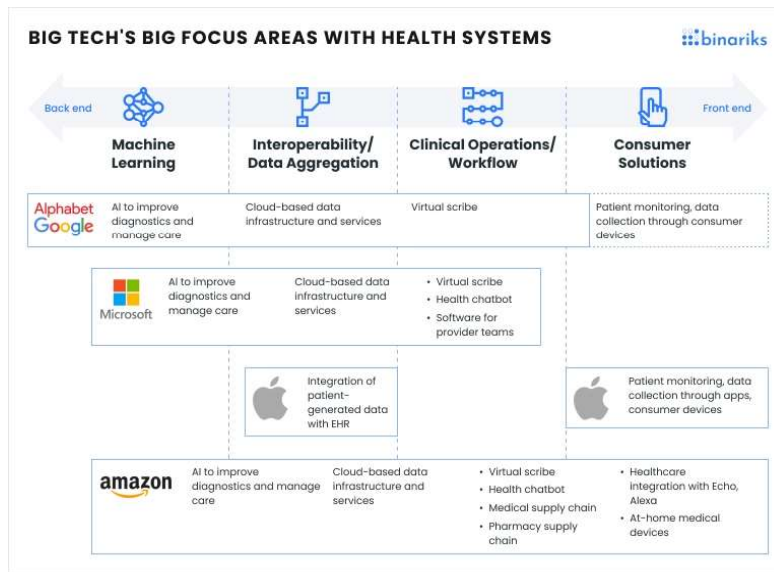 BIG TECH'S BIG FOCUS AREAS WITH HEALTH SYSTEMS
binariks
Back end
Front end
Machine
Learning
Interoperability/
Data Aggregation
Clinical Operations/
Workflow
Consumer
Solutions
Alphabet
Google
AI to improve
diagnostics and
manage care
Cloud-based data
infrastructure and services
Virtual scribe
Patient monitoring, data
collection through consumer
devices
Microsoft
AI to improve
diagnostics and
manage care
Cloud-based data
infrastructure and
services
• Virtual scribe
• Health chatbot
• Software for
provider teams
Integration of
patient-
generated data
with EHR
Patient monitoring, data
collection through apps,
consumer devices
amazon
AI to improve
diagnostics and manage
care
Cloud-based data
infrastructure and
services
• Virtual scribe
• Health chatbot
• Medical supply chain
• Pharmacy supply
chain
• Healthcare
integration with Echo,
Alexa
• At-home medical
devices